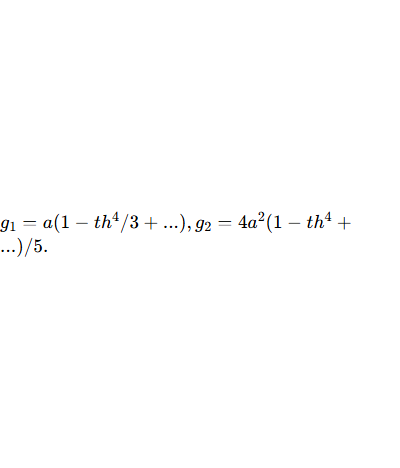 g₁ = a(1 − th⁴/3 + ...), g₂ = 4a²(1 − th⁴ +
...)/5.